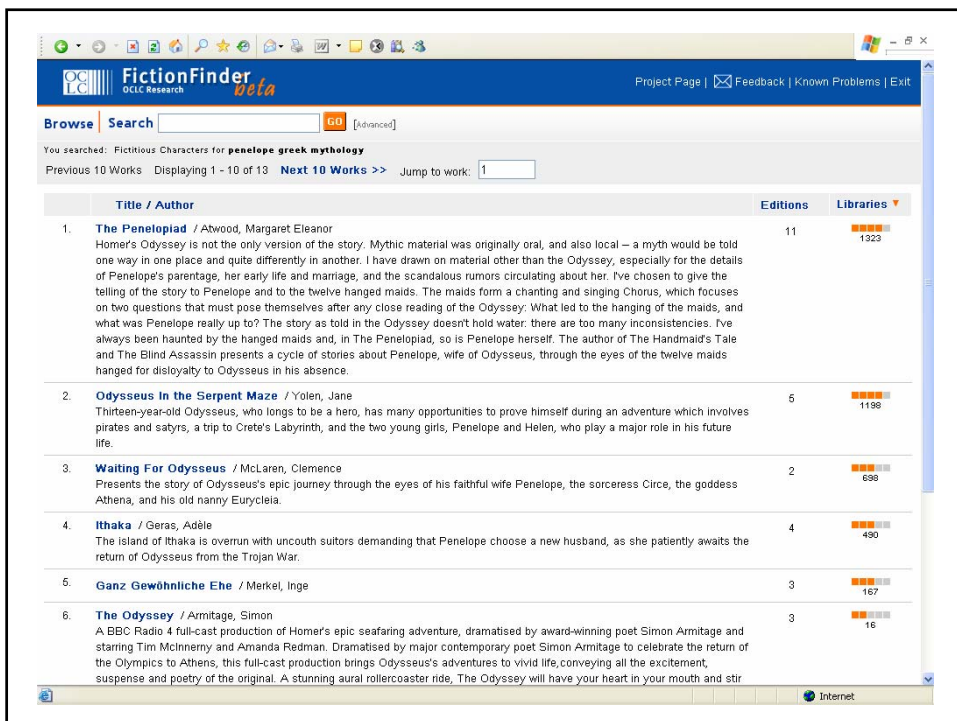 OCLC
FictionFinder
OCLC Research
beta
Project Page | Feedback | Known Problems | Exit
Browse Search GO [Advanced]
You searched: Fictitious Characters for penelope greek mythology
Previous 10 Works Displaying 1 - 10 of 13 Next 10 Works >> Jump to work: 1
Title / Author Editions Libraries
1. The Penelopiad / Atwood, Margaret Eleanor 11 1323
Homer's Odyssey is not the only version of the story. Mythic material was originally oral, and also local – a myth would be told
one way in one place and quite differently in another. I have drawn on material other than the Odyssey, especially for the details
of Penelope's parentage, her early life and marriage, and the scandalous rumors circulating about her. I've chosen to give the
telling of the story to Penelope and to the twelve hanged maids. The maids form a chanting and singing Chorus, which focuses
on two questions that must pose themselves after any close reading of the Odyssey: What led to the hanging of the maids, and
what was Penelope really up to? The story as told in the Odyssey doesn't hold water: there are too many inconsistencies. I've
always been haunted by the hanged maids and, in The Penelopiad, so is Penelope herself. The author of The Handmaid's Tale
and The Blind Assassin presents a cycle of stories about Penelope, wife of Odysseus, through the eyes of the twelve maids
hanged for disloyalty to Odysseus in his absence.
2. Odysseus In the Serpent Maze / Yolen, Jane 5 1198
Thirteen-year-old Odysseus, who longs to be a hero, has many opportunities to prove himself during an adventure which involves
pirates and satyrs, a trip to Crete's Labyrinth, and the two young girls, Penelope and Helen, who play a major role in his future
life.
3. Waiting For Odysseus / McLaren, Clemence 2 698
Presents the story of Odysseus's epic journey through the eyes of his faithful wife Penelope, the sorceress Circe, the goddess
Athena, and his old nanny Eurycleia.
4. Ithaka / Geras, Adèle 4 490
The island of Ithaka is overrun with uncouth suitors demanding that Penelope choose a new husband, as she patiently awaits the
return of Odysseus from the Trojan War.
5. Ganz Gewöhnliche Ehe / Merkel, Inge 3 167
6. The Odyssey / Armitage, Simon 3 16
A BBC Radio 4 full-cast production of Homer's epic seafaring adventure, dramatised by award-winning poet Simon Armitage and
starring Tim McInnerny and Amanda Redman. Dramatised by major contemporary poet Simon Armitage to celebrate the return of
the Olympics to Athens, this full-cast production brings Odysseus's adventures to vivid life,conveying all the excitement,
suspense and poetry of the original. A stunning aural rollercoaster ride, The Odyssey will have your heart in your mouth and stir
Internet